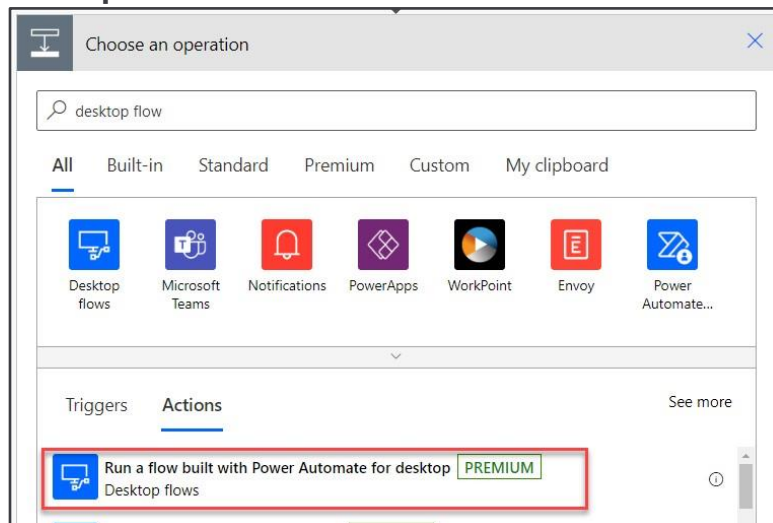 Choose an operation
desktop flow
All Built-in Standard Premium Custom My clipboard
Desktop flows
Microsoft Teams
Notifications
PowerApps
WorkPoint
Envoy
Power Automate...
Triggers Actions See more
Run a flow built with Power Automate for desktop PREMIUM
Desktop flows